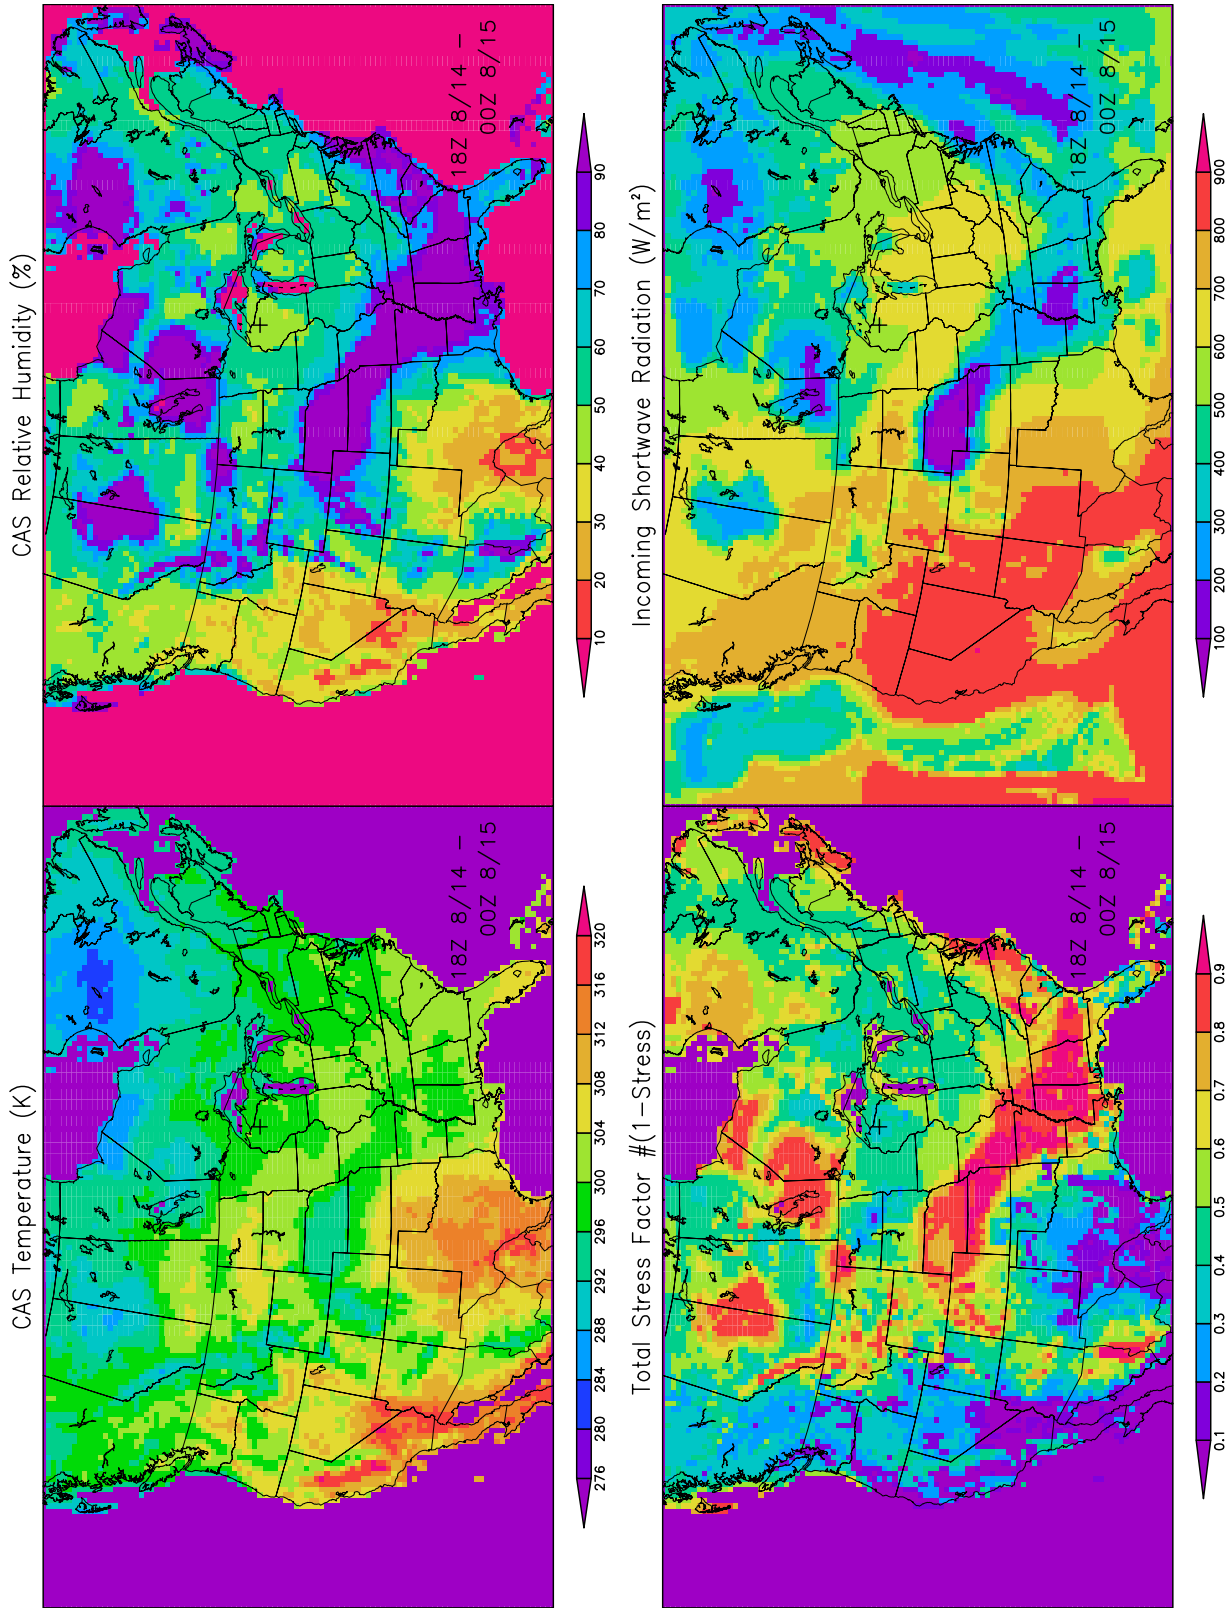 CAS Temperature (K)
18Z 8/14 –
00Z 8/15
276 280 284 288 292 296 300 304 308 312 316 320
CAS Relative Humidity (%)
18Z 8/14 –
00Z 8/15
10 20 30 40 50 60 70 80 90
Total Stress Factor #(1–Stress)
18Z 8/14 –
00Z 8/15
0.1 0.2 0.3 0.4 0.5 0.6 0.7 0.8 0.9
Incoming Shortwave Radiation (W/m²)
18Z 8/14 –
00Z 8/15
100 200 300 400 500 600 700 800 900